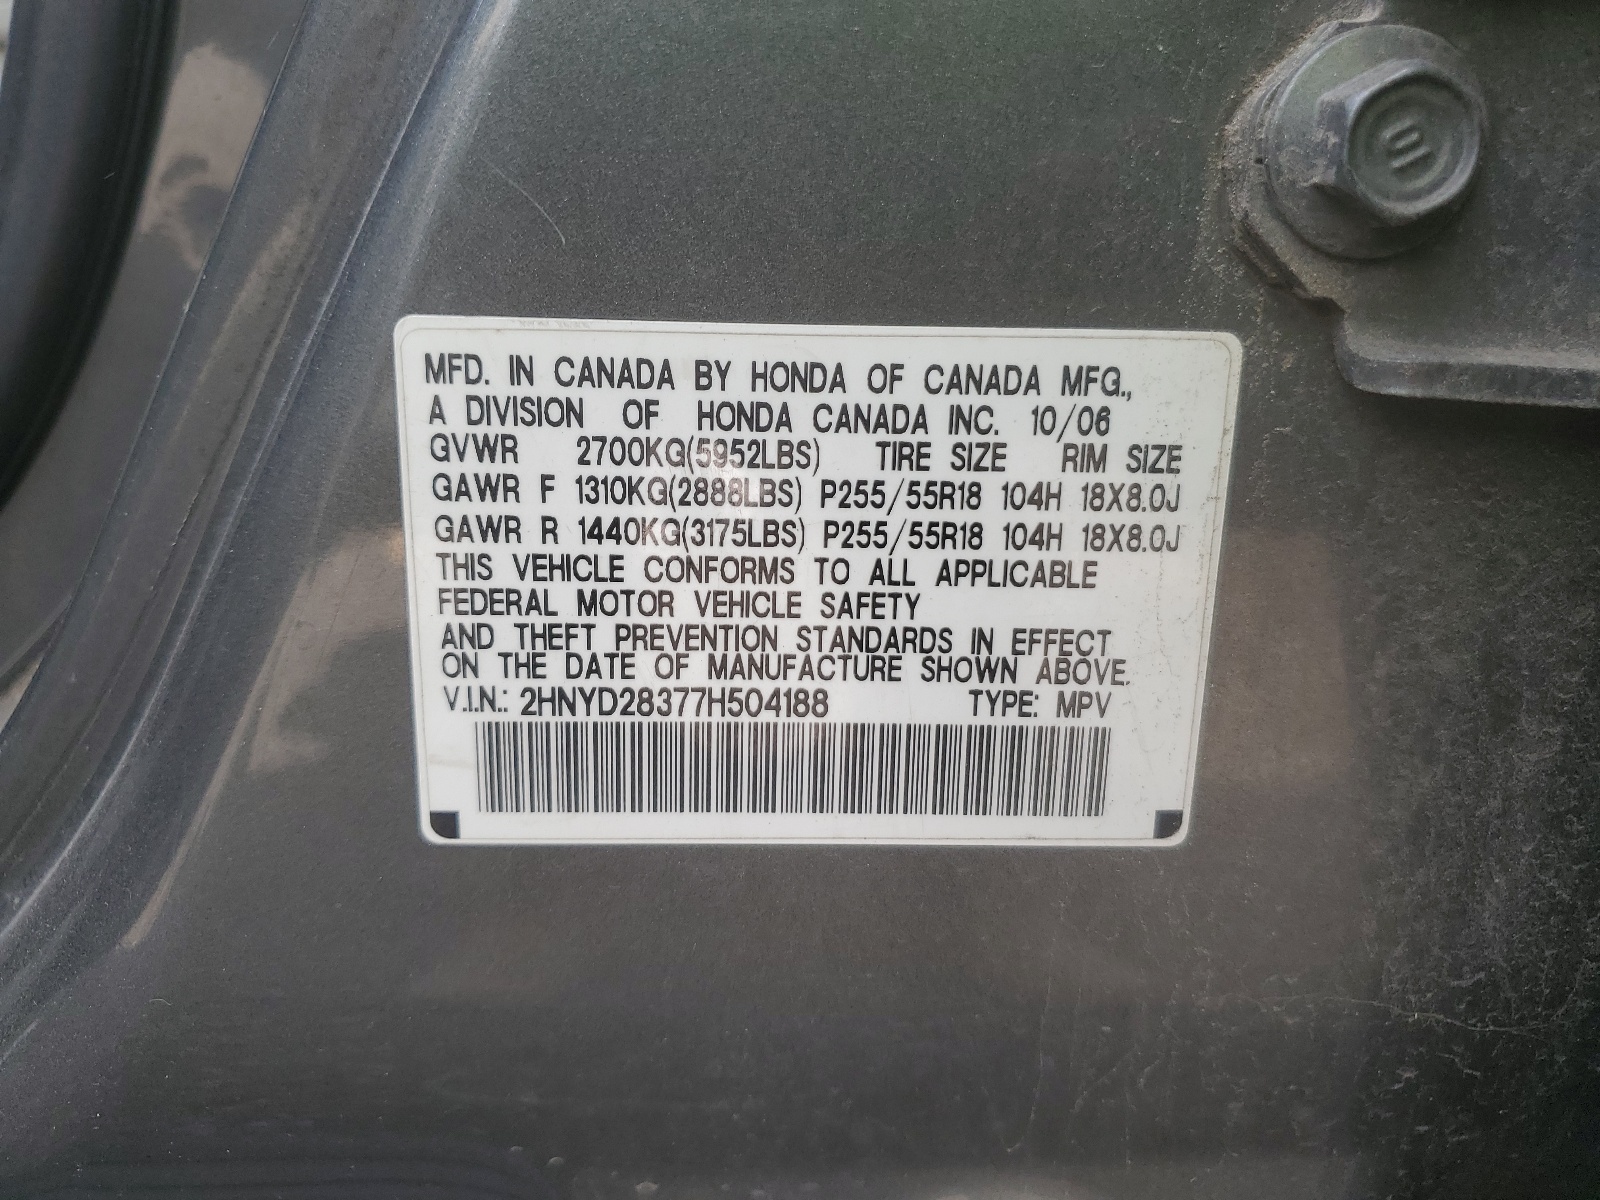 MFD. IN CANADA BY HONDA OF CANADA MFG.,
A DIVISION OF HONDA CANADA INC. 10/06
GVWR 2700KG(5952LBS) TIRE SIZE RIM SIZE
GAWR F 1310KG(2888LBS) P255/55R18 104H 18X8.0J
GAWR R 1440KG(3175LBS) P255/55R18 104H 18X8.0J
THIS VEHICLE CONFORMS TO ALL APPLICABLE
FEDERAL MOTOR VEHICLE SAFETY
AND THEFT PREVENTION STANDARDS IN EFFECT
ON THE DATE OF MANUFACTURE SHOWN ABOVE.
V.I.N.: 2HNYD28377H504188 TYPE: MPV